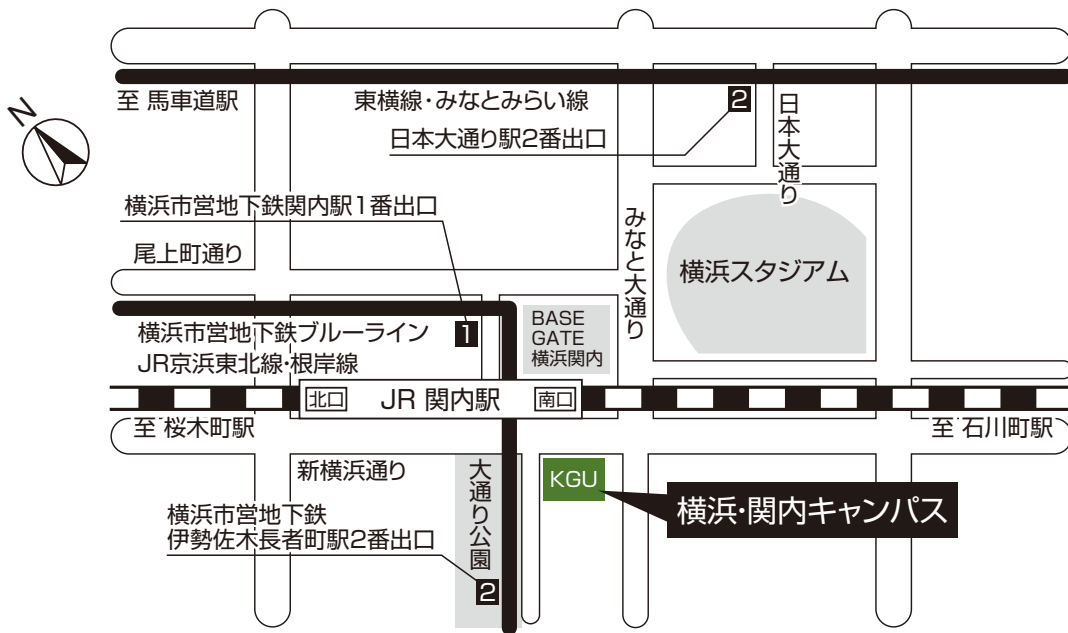 N
至 馬車道駅
東横線・みなとみらい線
2
日本大通り駅2番出口
日本大通り
横浜市営地下鉄関内駅1番出口
尾上町通り
みなと大通り
横浜スタジアム
横浜市営地下鉄ブルーライン
1
BASE
GATE
横浜関内
JR京浜東北線・根岸線
北口
JR 関内駅
南口
至 桜木町駅
至 石川町駅
新横浜通り
大通り公園
KGU
横浜・関内キャンパス
横浜市営地下鉄
伊勢佐木長者町駅2番出口
2